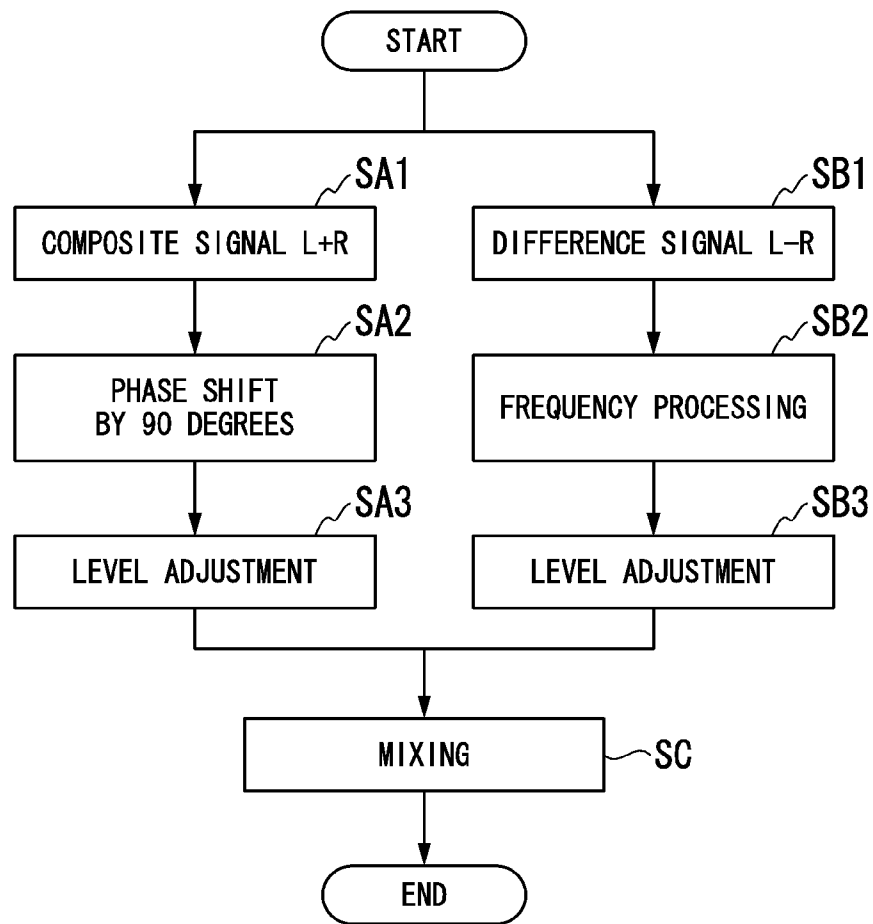 START
SA1
SB1
COMPOSITE SIGNAL L+R
DIFFERENCE SIGNAL L−R
SA2
SB2
PHASE SHIFT
BY 90 DEGREES
FREQUENCY PROCESSING
SA3
SB3
LEVEL ADJUSTMENT
LEVEL ADJUSTMENT
MIXING
SC
END